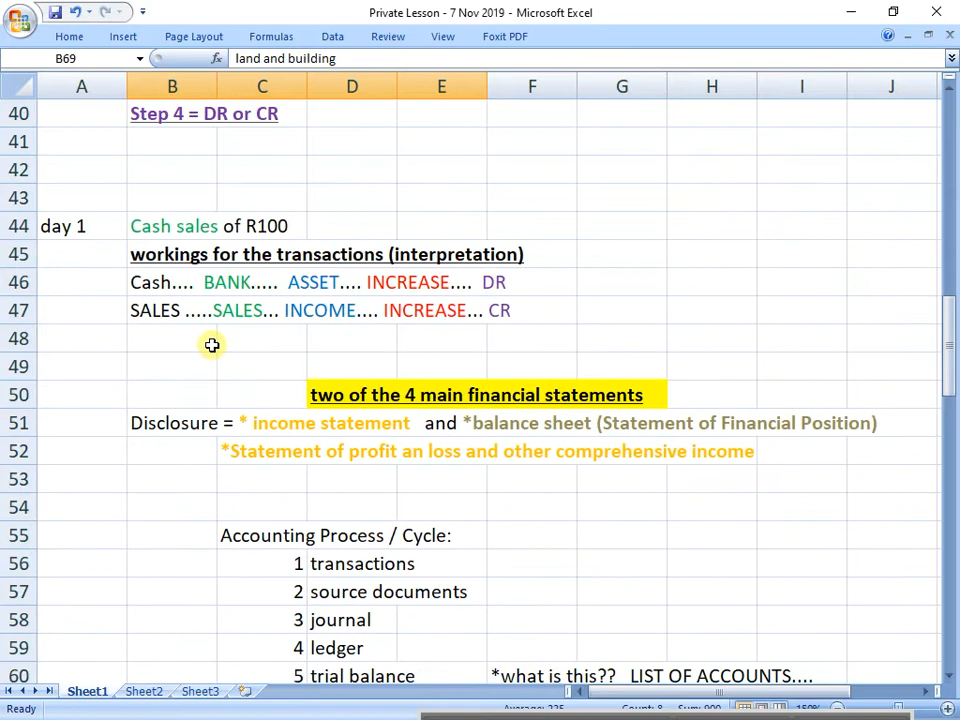 Private Lesson - 7 Nov 2019 - Microsoft Excel
Home Insert Page Layout Formulas Data Review View Foxit PDF
B69 fx land and building
A B C D E F G H I J
40 Step 4 = DR or CR
41
42
43
44 day 1 Cash sales of R100
45 workings for the transactions (interpretation)
46 Cash.... BANK..... ASSET.... INCREASE.... DR
47 SALES .....SALES... INCOME.... INCREASE... CR
48
49
50 two of the 4 main financial statements
51 Disclosure = * income statement and *balance sheet (Statement of Financial Position)
52 *Statement of profit an loss and other comprehensive income
53
54
55 Accounting Process / Cycle:
56 1 transactions
57 2 source documents
58 3 journal
59 4 ledger
60 5 trial balance *what is this?? LIST OF ACCOUNTS....
Sheet1 Sheet2 Sheet3
Ready